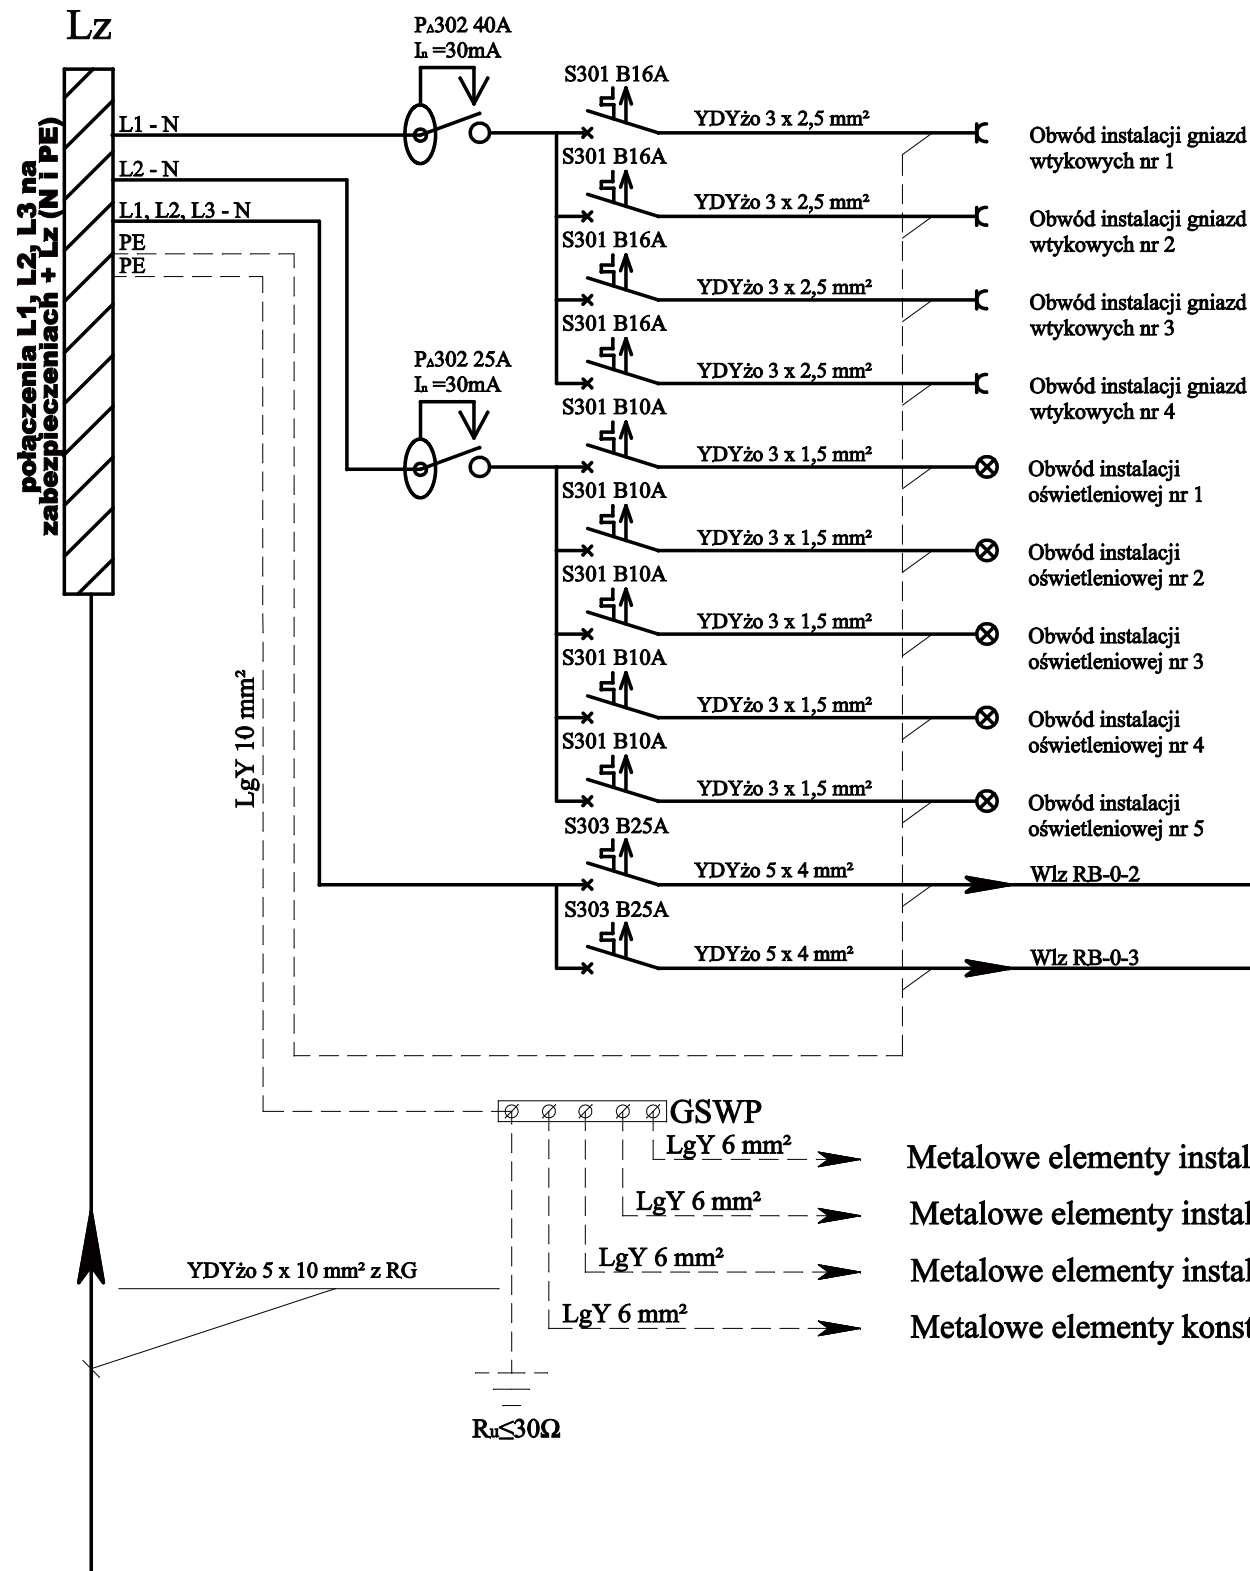 Lz
połączenia L1, L2, L3 na
zabezpieczeniach + Lz (N i PE)
L1 - N
L2 - N
L1, L2, L3 - N
PE
PE
PΔ302 40A
Iₙ =30mA
S301 B16A
YDYżo 3 x 2,5 mm²
Obwód instalacji gniazd
wtykowych nr 1
S301 B16A
YDYżo 3 x 2,5 mm²
Obwód instalacji gniazd
wtykowych nr 2
S301 B16A
YDYżo 3 x 2,5 mm²
Obwód instalacji gniazd
wtykowych nr 3
S301 B16A
YDYżo 3 x 2,5 mm²
Obwód instalacji gniazd
wtykowych nr 4
PΔ302 25A
Iₙ =30mA
S301 B10A
YDYżo 3 x 1,5 mm²
Obwód instalacji
oświetleniowej nr 1
S301 B10A
YDYżo 3 x 1,5 mm²
Obwód instalacji
oświetleniowej nr 2
S301 B10A
YDYżo 3 x 1,5 mm²
Obwód instalacji
oświetleniowej nr 3
S301 B10A
YDYżo 3 x 1,5 mm²
Obwód instalacji
oświetleniowej nr 4
S301 B10A
YDYżo 3 x 1,5 mm²
Obwód instalacji
oświetleniowej nr 5
S303 B25A
YDYżo 5 x 4 mm²
Wlz RB-0-2
S303 B25A
YDYżo 5 x 4 mm²
Wlz RB-0-3
LgY 10 mm²
GSWP
LgY 6 mm²
Metalowe elementy instal
LgY 6 mm²
Metalowe elementy instal
LgY 6 mm²
Metalowe elementy instal
LgY 6 mm²
Metalowe elementy konst
YDYżo 5 x 10 mm² z RG
Ru≤30Ω